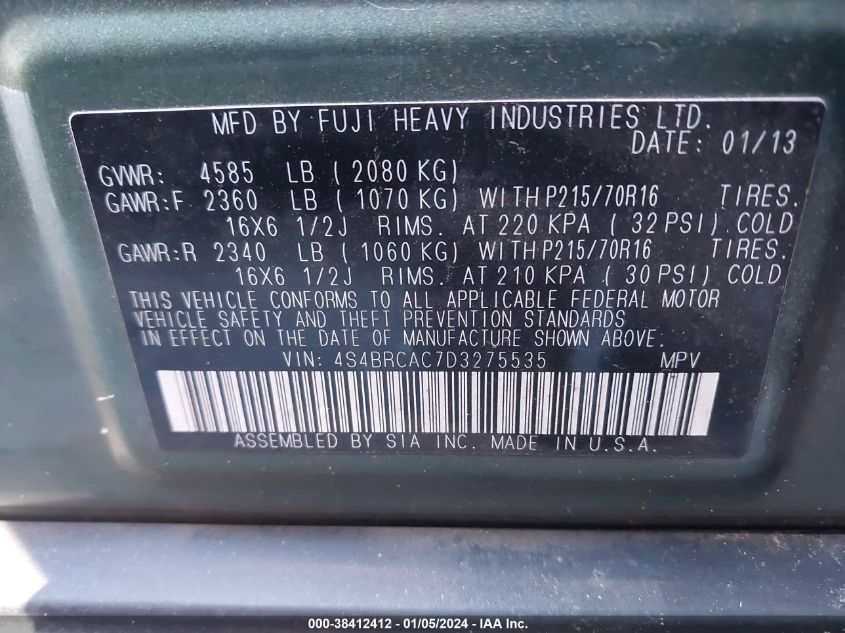 MFD BY FUJI HEAVY INDUSTRIES LTD.
DATE: 01/13
GVWR: 4585 LB ( 2080 KG)
GAWR:F 2360 LB ( 1070 KG) WITH P215/70R16 TIRES.
16X6 1/2J RIMS. AT 220 KPA ( 32 PSI) COLD
GAWR:R 2340 LB ( 1060 KG) WITH P215/70R16 TIRES.
16X6 1/2J RIMS. AT 210 KPA ( 30 PSI) COLD
THIS VEHICLE CONFORMS TO ALL APPLICABLE FEDERAL MOTOR
VEHICLE SAFETY AND THEFT PREVENTION STANDARDS
IN EFFECT ON THE DATE OF MANUFACTURE SHOWN ABOVE.
VIN: 4S4BRCAC7D3275535 MPV
ASSEMBLED BY SIA INC. MADE IN U.S.A.
000-38412412 - 01/05/2024 - IAA Inc.